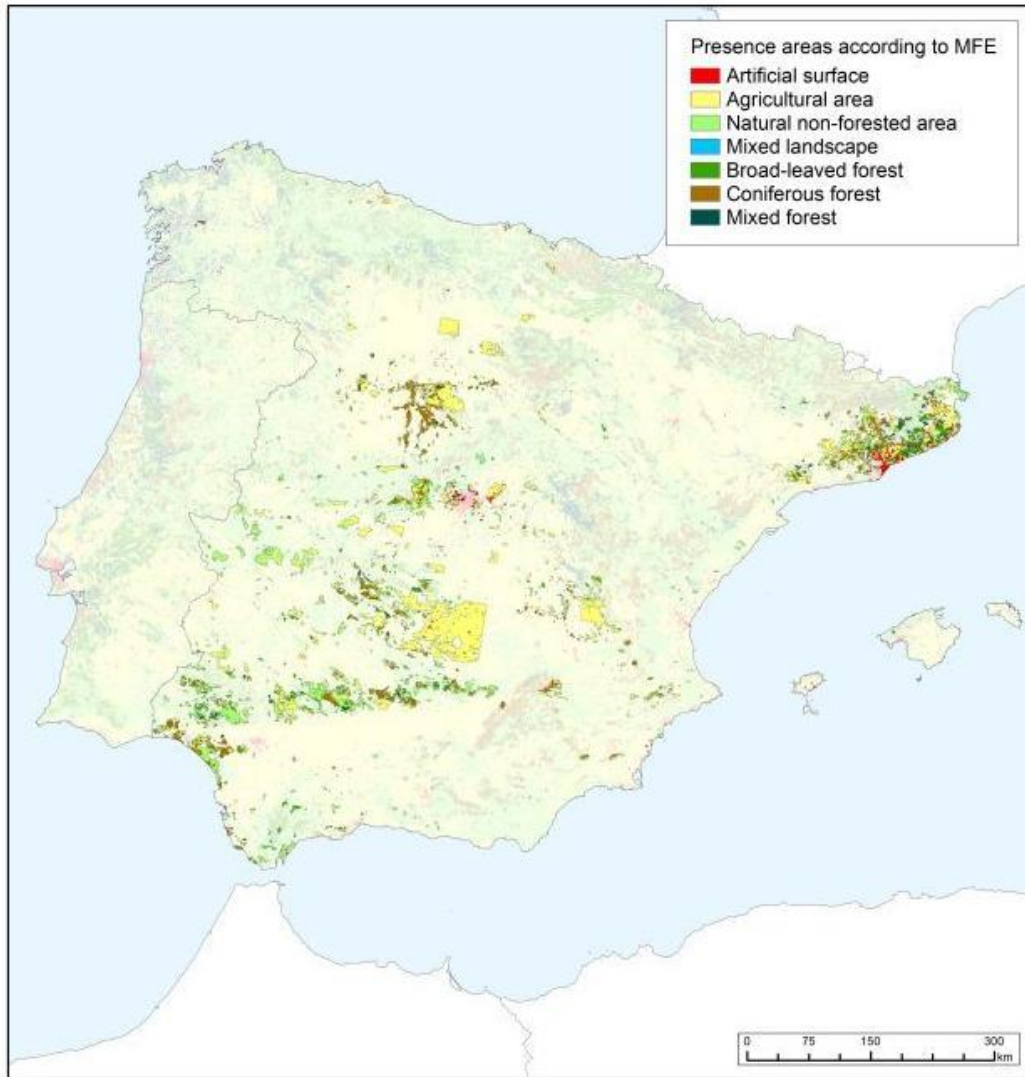 Presence areas according to MFE
Artificial surface
Agricultural area
Natural non-forested area
Mixed landscape
Broad-leaved forest
Coniferous forest
Mixed forest
0 75 150 300
km